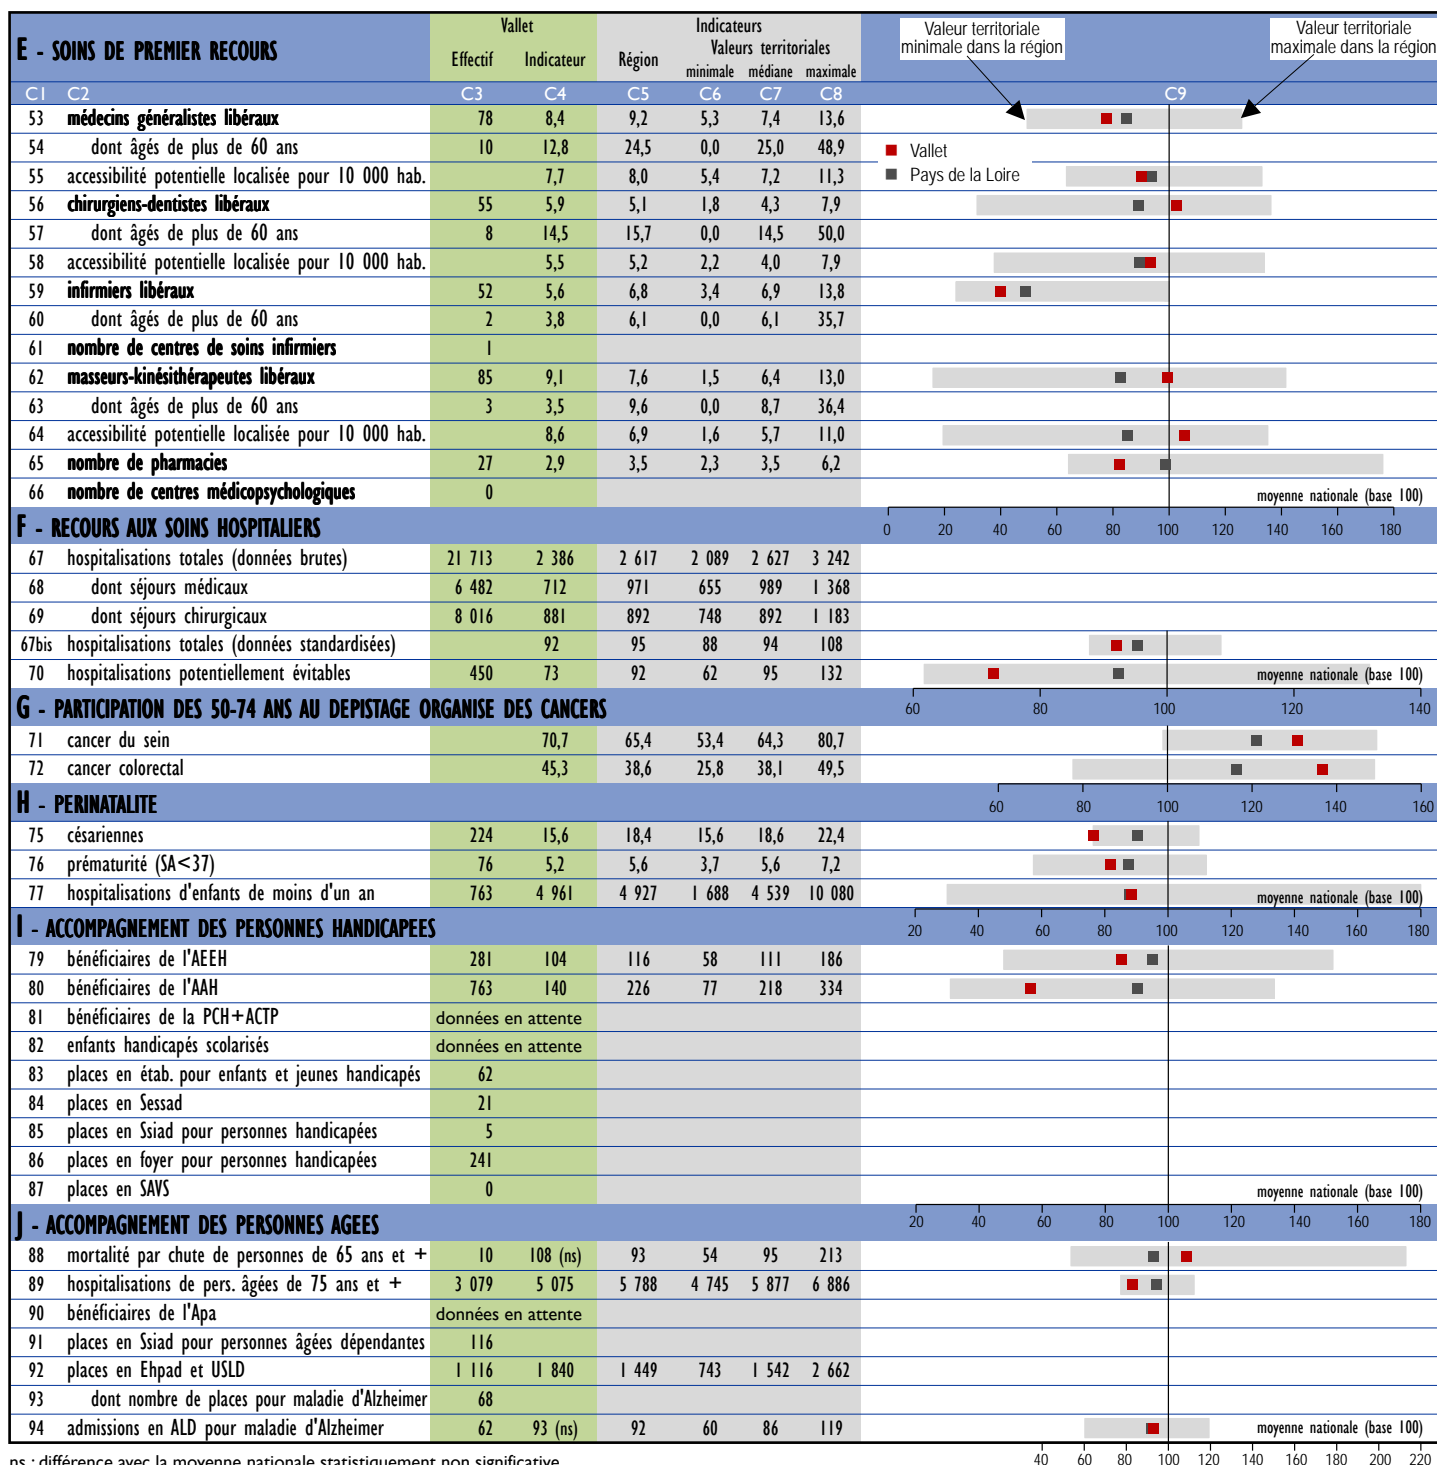 Vallet Indicateurs Valeur territoriale minimale dans la région Valeur territoriale maximale dans la région
E - SOINS DE PREMIER RECOURS Effectif Indicateur Région Valeurs territoriales
minimale médiane maximale
C1 C2 C3 C4 C5 C6 C7 C8 C9
53 médecins généralistes libéraux 78 8,4 9,2 5,3 7,4 13,6
54 dont âgés de plus de 60 ans 10 12,8 24,5 0,0 25,0 48,9 Vallet
55 accessibilité potentielle localisée pour 10 000 hab. 7,7 8,0 5,4 7,2 11,3 Pays de la Loire
56 chirurgiens-dentistes libéraux 55 5,9 5,1 1,8 4,3 7,9
57 dont âgés de plus de 60 ans 8 14,5 15,7 0,0 14,5 50,0
58 accessibilité potentielle localisée pour 10 000 hab. 5,5 5,2 2,2 4,0 7,9
59 infirmiers libéraux 52 5,6 6,8 3,4 6,9 13,8
60 dont âgés de plus de 60 ans 2 3,8 6,1 0,0 6,1 35,7
61 nombre de centres de soins infirmiers 1
62 masseurs-kinésithérapeutes libéraux 85 9,1 7,6 1,5 6,4 13,0
63 dont âgés de plus de 60 ans 3 3,5 9,6 0,0 8,7 36,4
64 accessibilité potentielle localisée pour 10 000 hab. 8,6 6,9 1,6 5,7 11,0
65 nombre de pharmacies 27 2,9 3,5 2,3 3,5 6,2
66 nombre de centres médicopsychologiques 0 moyenne nationale (base 100)
F - RECOURS AUX SOINS HOSPITALIERS 0 20 40 60 80 100 120 140 160 180
67 hospitalisations totales (données brutes) 21 713 2 386 2 617 2 089 2 627 3 242
68 dont séjours médicaux 6 482 712 971 655 989 1 368
69 dont séjours chirurgicaux 8 016 881 892 748 892 1 183
67bis hospitalisations totales (données standardisées) 92 95 88 94 108
70 hospitalisations potentiellement évitables 450 73 92 62 95 132 moyenne nationale (base 100)
G - PARTICIPATION DES 50-74 ANS AU DEPISTAGE ORGANISE DES CANCERS 60 80 100 120 140
71 cancer du sein 70,7 65,4 53,4 64,3 80,7
72 cancer colorectal 45,3 38,6 25,8 38,1 49,5
H - PERINATALITE 60 80 100 120 140 160
75 césariennes 224 15,6 18,4 15,6 18,6 22,4
76 prématurité (SA<37) 76 5,2 5,6 3,7 5,6 7,2
77 hospitalisations d'enfants de moins d'un an 763 4 961 4 927 1 688 4 539 10 080 moyenne nationale (base 100)
I - ACCOMPAGNEMENT DES PERSONNES HANDICAPEES 20 40 60 80 100 120 140 160 180
79 bénéficiaires de l'AEEH 281 104 116 58 111 186
80 bénéficiaires de l'AAH 763 140 226 77 218 334
81 bénéficiaires de la PCH+ACTP données en attente
82 enfants handicapés scolarisés données en attente
83 places en étab. pour enfants et jeunes handicapés 62
84 places en Sessad 21
85 places en Ssiad pour personnes handicapées 5
86 places en foyer pour personnes handicapées 241
87 places en SAVS 0 moyenne nationale (base 100)
J - ACCOMPAGNEMENT DES PERSONNES AGEES 20 40 60 80 100 120 140 160 180
88 mortalité par chute de personnes de 65 ans et + 10 108 (ns) 93 54 95 213
89 hospitalisations de pers. âgées de 75 ans et + 3 079 5 075 5 788 4 745 5 877 6 886
90 bénéficiaires de l'Apa données en attente
91 places en Ssiad pour personnes âgées dépendantes 116
92 places en Ehpad et USLD 1 116 1 840 1 449 743 1 542 2 662
93 dont nombre de places pour maladie d'Alzheimer 68
94 admissions en ALD pour maladie d'Alzheimer 62 93 (ns) 92 60 86 119 moyenne nationale (base 100)
ns : différence avec la moyenne nationale statistiquement non significative 40 60 80 100 120 140 160 180 200 220